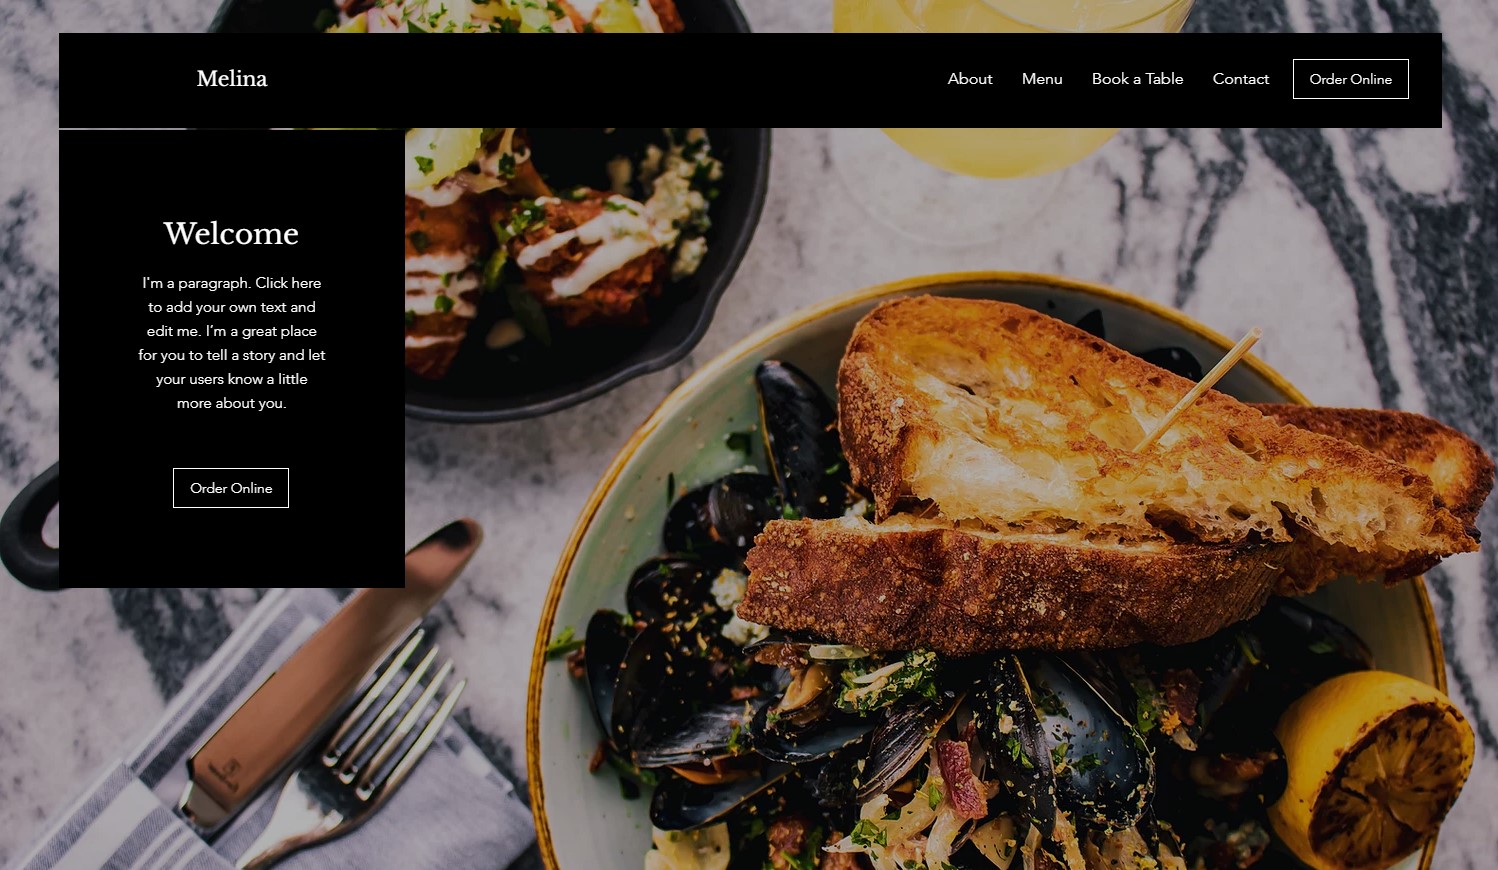 Melina
About
Menu
Book a Table
Contact
Order Online
Welcome
I'm a paragraph. Click here
to add your own text and
edit me. I'm a great place
for you to tell a story and let
your users know a little
more about you.
Order Online